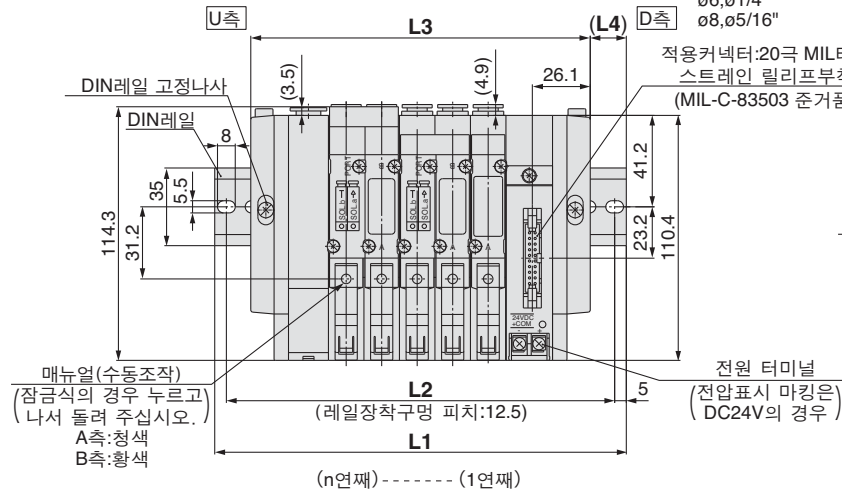 U측
L3
(L4)
D측
ø6,ø1/4"
ø8,ø5/16"
적용커넥터:20극 MIL
스트레인 릴리프부
(MIL-C-83503 준거품
DIN레일 고정나사
DIN레일
(3.5)
(4.9)
26.1
8
35
5.5
31.2
114.3
41.2
23.2
110.4
PORT
B
PORT
B
SOLb
SOLa
SOLb
SOLa
A
A
A
24VDC
+COM
- +
매뉴얼(수동조작)
(잠금식의 경우 누르고
나서 돌려 주십시오.)
A측:청색
B측:황색
전원 터미널
(전압표시 마킹은
DC24V의 경우)
L2
5
(레일장착구멍 피치:12.5)
L1
(n연째)------- (1연째)